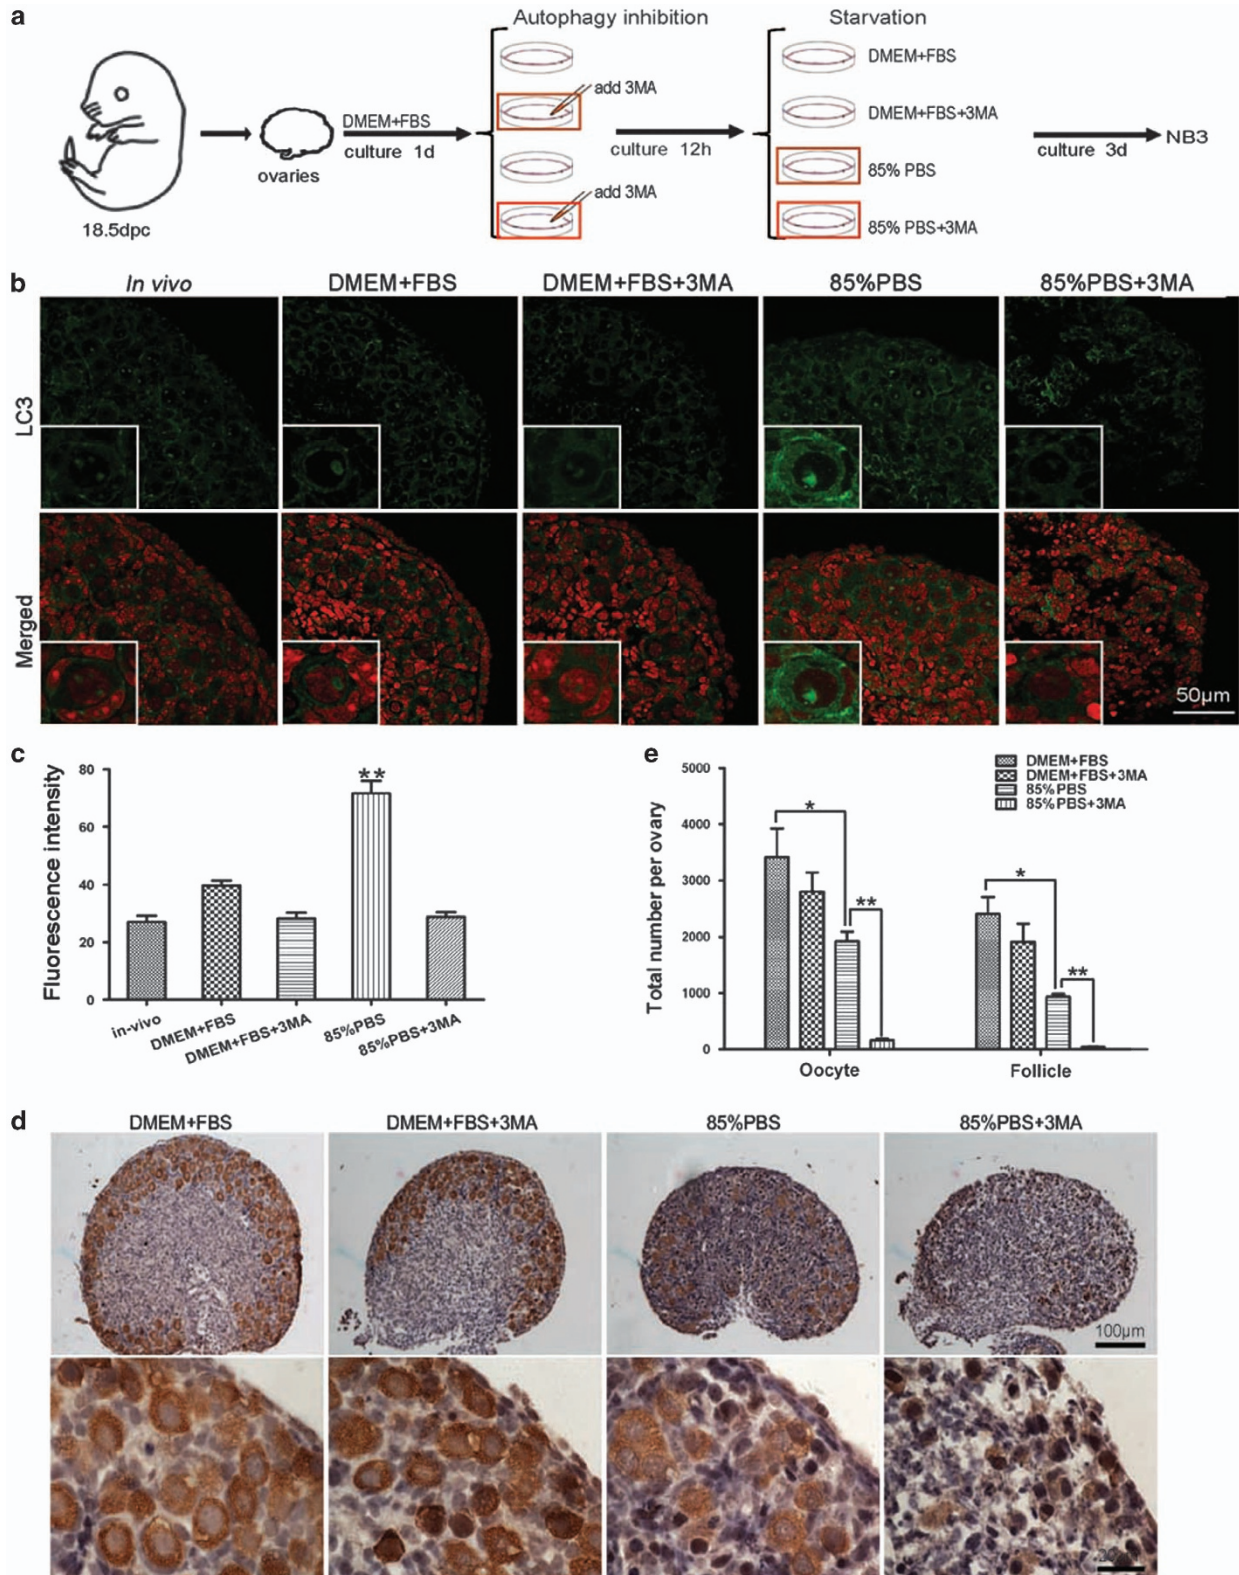 a
Autophagy inhibition
Starvation
DMEM+FBS
add 3MA
DMEM+FBS
culture 1d
DMEM+FBS+3MA
culture 12h
culture 3d
NB3
ovaries
85% PBS
add 3MA
85% PBS+3MA
18.5dpc
b
In vivo
DMEM+FBS
DMEM+FBS+3MA
85%PBS
85%PBS+3MA
LC3
Merged
50μm
c
Fluorescence intensity
80
60
40
20
0
**
in-vivo
DMEM+FBS
DMEM+FBS+3MA
85%PBS
85%PBS+3MA
e
Total number per ovary
5000
4000
3000
2000
1000
0
DMEM+FBS
DMEM+FBS+3MA
85%PBS
85%PBS+3MA
*
**
*
**
Oocyte
Follicle
d
DMEM+FBS
DMEM+FBS+3MA
85%PBS
85%PBS+3MA
100μm